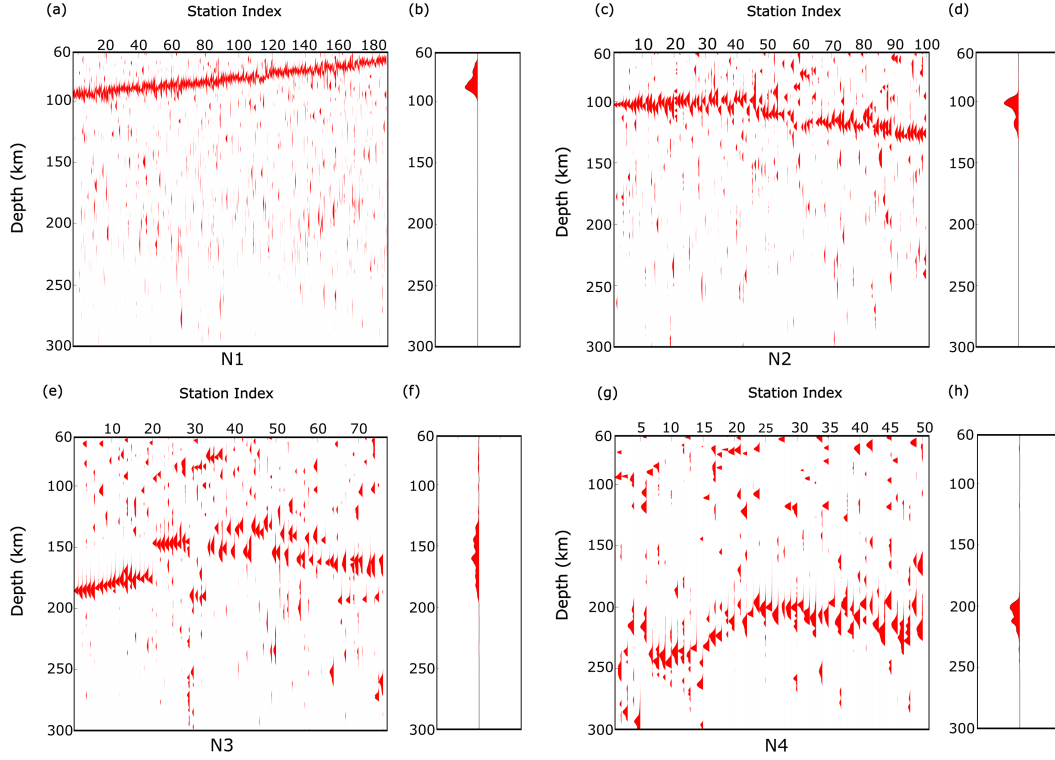 (a) Station Index (b)
20 40 60 80 100 120 140 160 180
60 60
100 100
150 150
200 200
250 250
300 300
Depth (km)
N1
(c) Station Index (d)
10 20 30 40 50 60 70 80 90 100
60 60
100 100
150 150
200 200
250 250
300 300
Depth (km)
N2
(e) Station Index (f)
10 20 30 40 50 60 70
60 60
100 100
150 150
200 200
250 250
300 300
Depth (km)
N3
(g) Station Index (h)
5 10 15 20 25 30 35 40 45 50
60 60
100 100
150 150
200 200
250 250
300 300
Depth (km)
N4